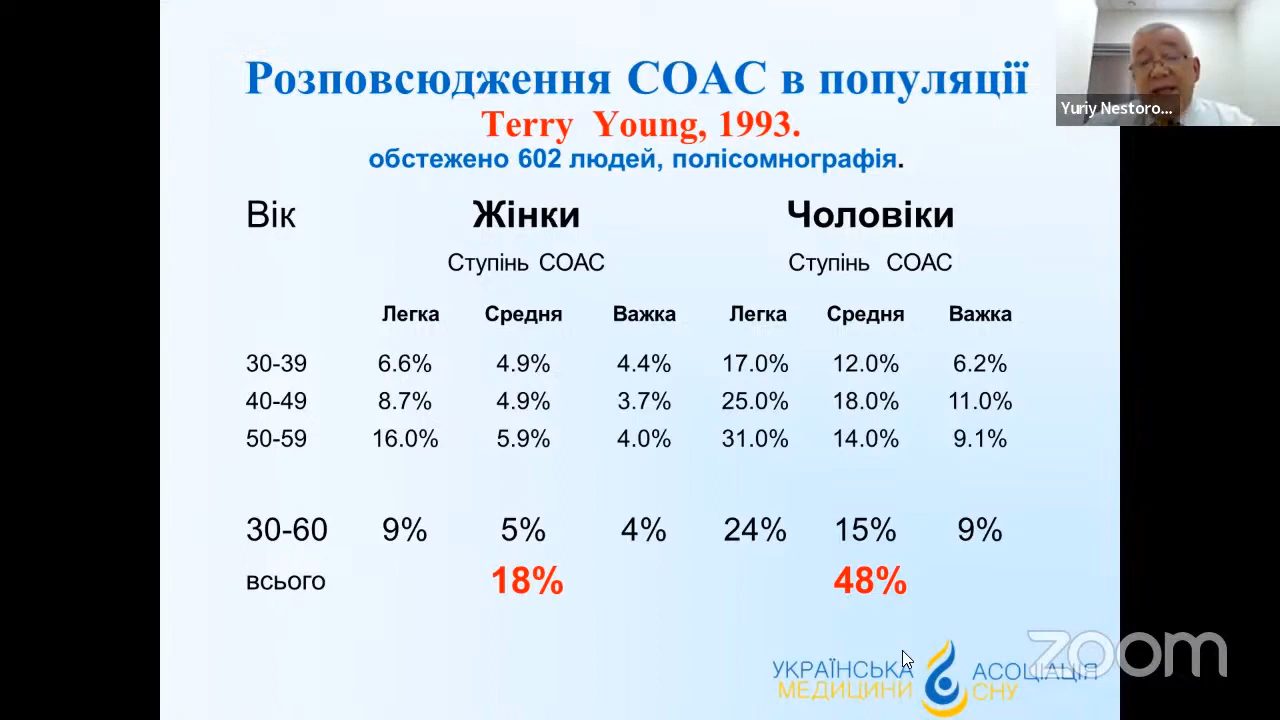 Розповсюдження СОАС в популяції
Terry Young, 1993.
обстежено 602 людей, полісомнографія.
Yuriy Nestoro...
Вік Жінки Чоловіки
Ступінь СОАС Ступінь СОАС
Легка Средня Важка Легка Средня Важка
30-39 6.6% 4.9% 4.4% 17.0% 12.0% 6.2%
40-49 8.7% 4.9% 3.7% 25.0% 18.0% 11.0%
50-59 16.0% 5.9% 4.0% 31.0% 14.0% 9.1%
30-60 9% 5% 4% 24% 15% 9%
всього 18% 48%
УКРАЇНСЬКА АСОЦІАЦІЯ
МЕДИЦИНИ СНУ
zoom